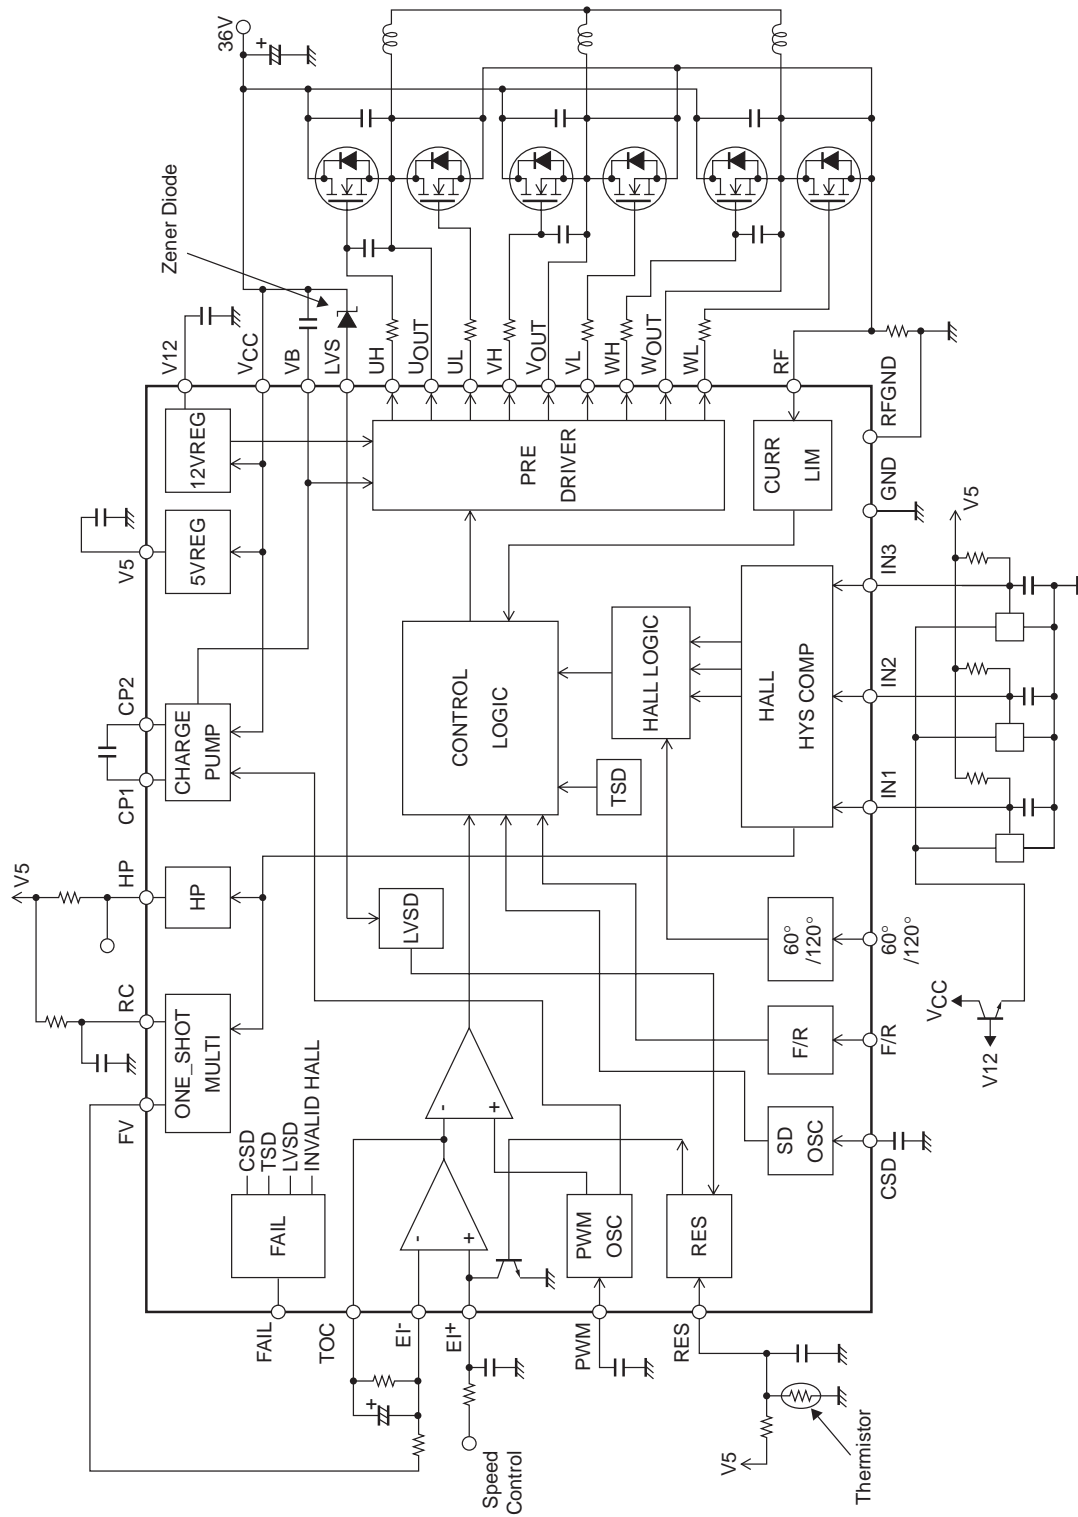 36V
+
Zener Diode
V12
VCC
VB
LVS
UH
UOUT
UL
VH
VOUT
VL
WH
WOUT
WL
RF
RFGND
GND
12VREG
5VREG
PRE
DRIVER
CURR
LIM
V5
CP2
CP1
CHARGE
PUMP
CONTROL
LOGIC
HALL LOGIC
HALL
HYS COMP
TSD
IN3
IN2
IN1
V5
V5
HP
HP
LVSD
RC
FV
ONE_SHOT
MULTI
60°
/120°
60°
/120°
F/R
F/R
VCC
V12
SD
OSC
CSD
CSD
TSD
LVSD
INVALID HALL
FAIL
-
+
-
+
PWM
OSC
RES
FAIL
TOC
EI-
EI+
PWM
RES
+
Speed
Control
V5
Thermistor